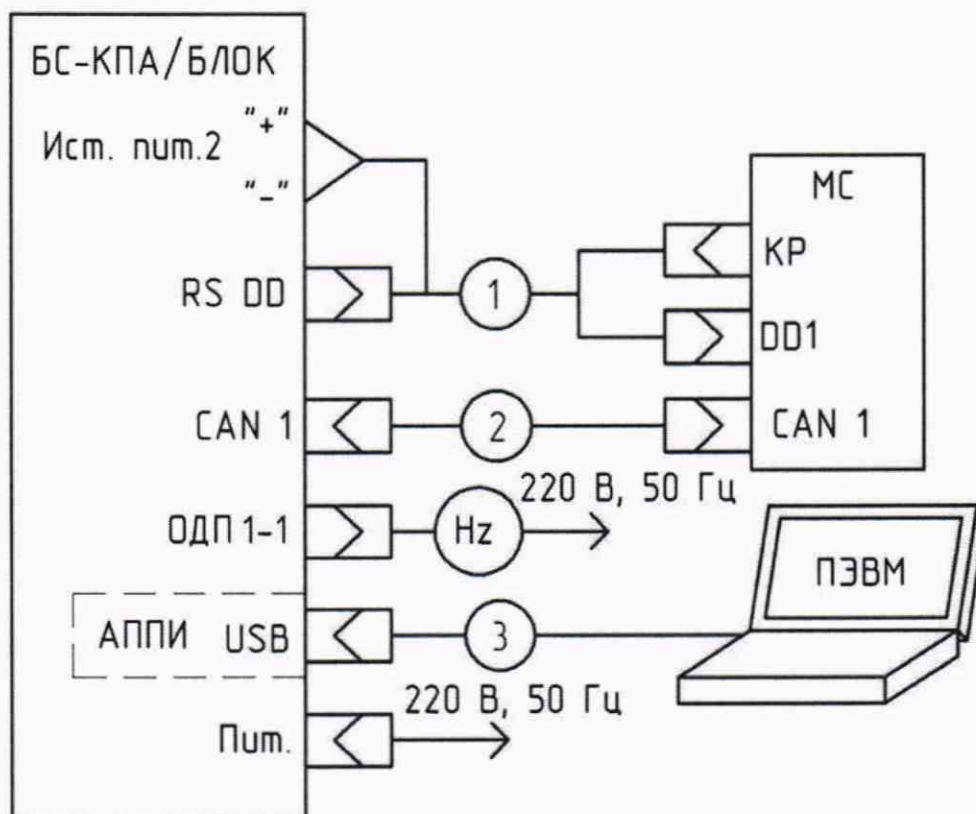 БС-КПА/БЛОК
"+"
Ист. пит.2
"-"
МС
КР
RS DD
1
DD1
CAN 1
2
CAN 1
220 В, 50 Гц
ОДП 1-1
Hz
ПЭВМ
АППИ USB
3
220 В, 50 Гц
Пит.